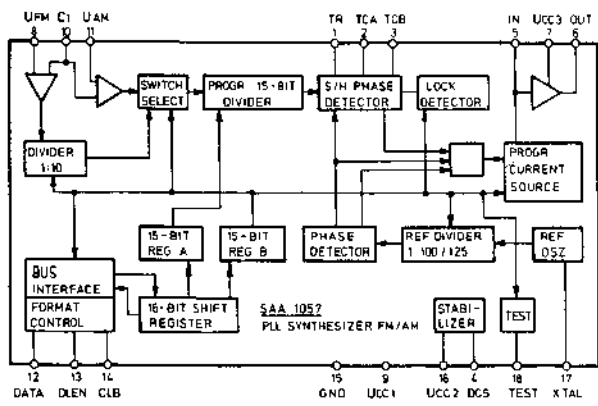 UFM C1 UAM TR TCA TCB IN UCC3 OUT
8 10 11 1 2 3 5 7 6
SWITCH
SELECT
PROGR 15-BIT
DIVIDER
S/H PHASE
DETECTOR
LOCK
DETECTOR
DIVIDER
1:10
PROGR
CURRENT
SOURCE
15-BIT
REG A
15-BIT
REG B
PHASE
DETECTOR
REF DIVIDER
1:100/125
REF
OSZ
BUS
INTERFACE
FORMAT
CONTROL
16-BIT SHIFT
REGISTER
SAA 1057
PLL SYNTHESIZER FM/AM
STABI-
LIZER
TEST
12 13 14 15 9 16 4 18 17
DATA DLEN CLB GND UCC1 UCC2 DCS TEST XTAL